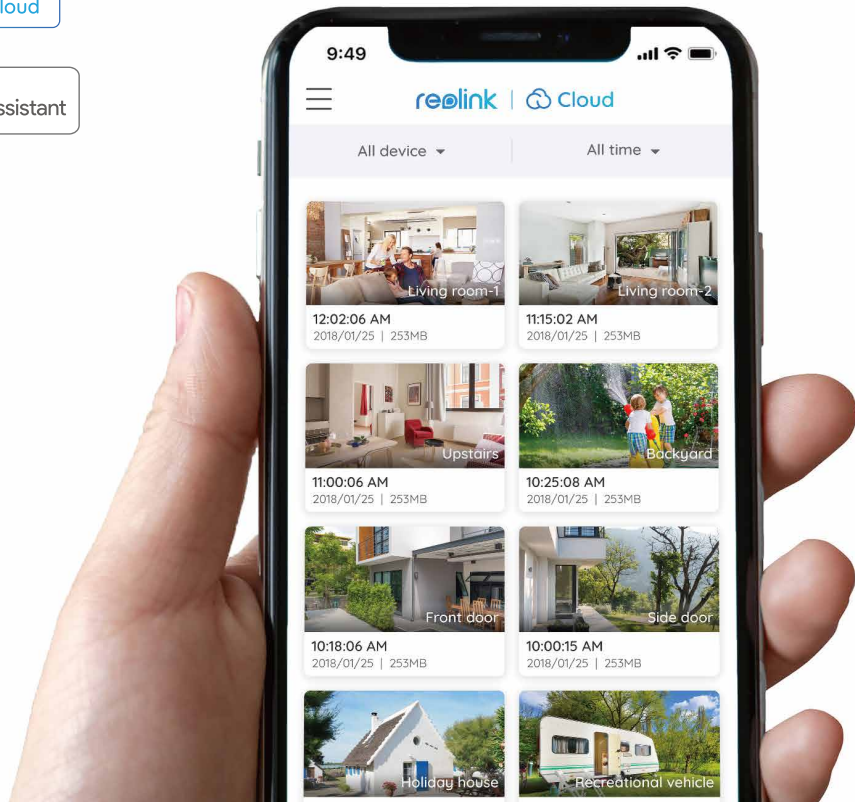 loud
ssistant
9:49
reolink | Cloud
All device
All time
Living room-1
Living room-2
12:02:06 AM
11:15:02 AM
2018/01/25 | 253MB
2018/01/25 | 253MB
Upstairs
Backyard
11:00:06 AM
10:25:08 AM
2018/01/25 | 253MB
2018/01/25 | 253MB
Front door
Side door
10:18:06 AM
10:00:15 AM
2018/01/25 | 253MB
2018/01/25 | 253MB
Holiday house
Recreational vehicle